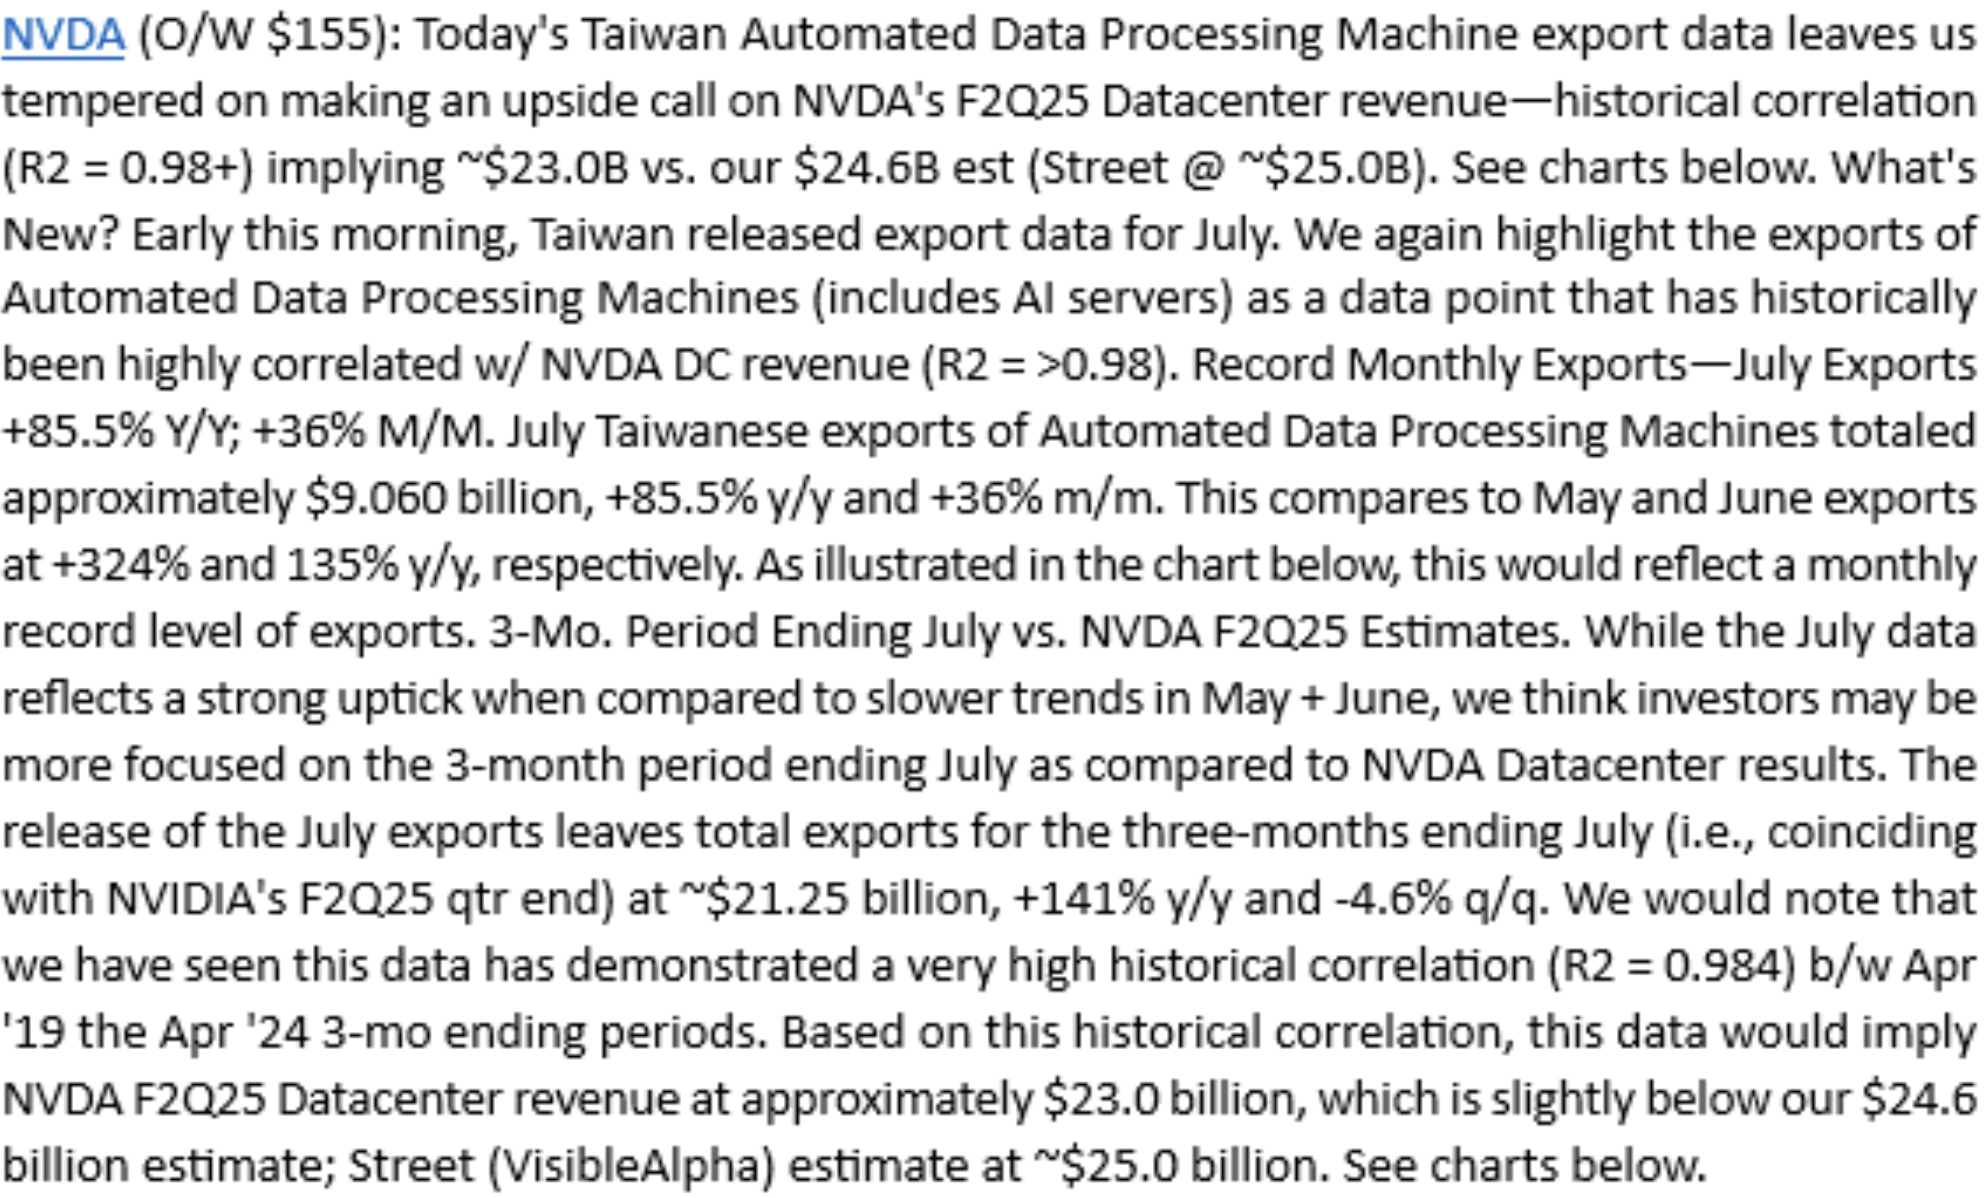 NVDA (O/W $155): Today's Taiwan Automated Data Processing Machine export data leaves us
tempered on making an upside call on NVDA's F2Q25 Datacenter revenue—historical correlation
(R2 = 0.98+) implying ~$23.0B vs. our $24.6B est (Street @ ~$25.0B). See charts below. What's
New? Early this morning, Taiwan released export data for July. We again highlight the exports of
Automated Data Processing Machines (includes AI servers) as a data point that has historically
been highly correlated w/ NVDA DC revenue (R2 = >0.98). Record Monthly Exports—July Exports
+85.5% Y/Y; +36% M/M. July Taiwanese exports of Automated Data Processing Machines totaled
approximately $9.060 billion, +85.5% y/y and +36% m/m. This compares to May and June exports
at +324% and 135% y/y, respectively. As illustrated in the chart below, this would reflect a monthly
record level of exports. 3-Mo. Period Ending July vs. NVDA F2Q25 Estimates. While the July data
reflects a strong uptick when compared to slower trends in May + June, we think investors may be
more focused on the 3-month period ending July as compared to NVDA Datacenter results. The
release of the July exports leaves total exports for the three-months ending July (i.e., coinciding
with NVIDIA's F2Q25 qtr end) at ~$21.25 billion, +141% y/y and -4.6% q/q. We would note that
we have seen this data has demonstrated a very high historical correlation (R2 = 0.984) b/w Apr
'19 the Apr '24 3-mo ending periods. Based on this historical correlation, this data would imply
NVDA F2Q25 Datacenter revenue at approximately $23.0 billion, which is slightly below our $24.6
billion estimate; Street (VisibleAlpha) estimate at ~$25.0 billion. See charts below.